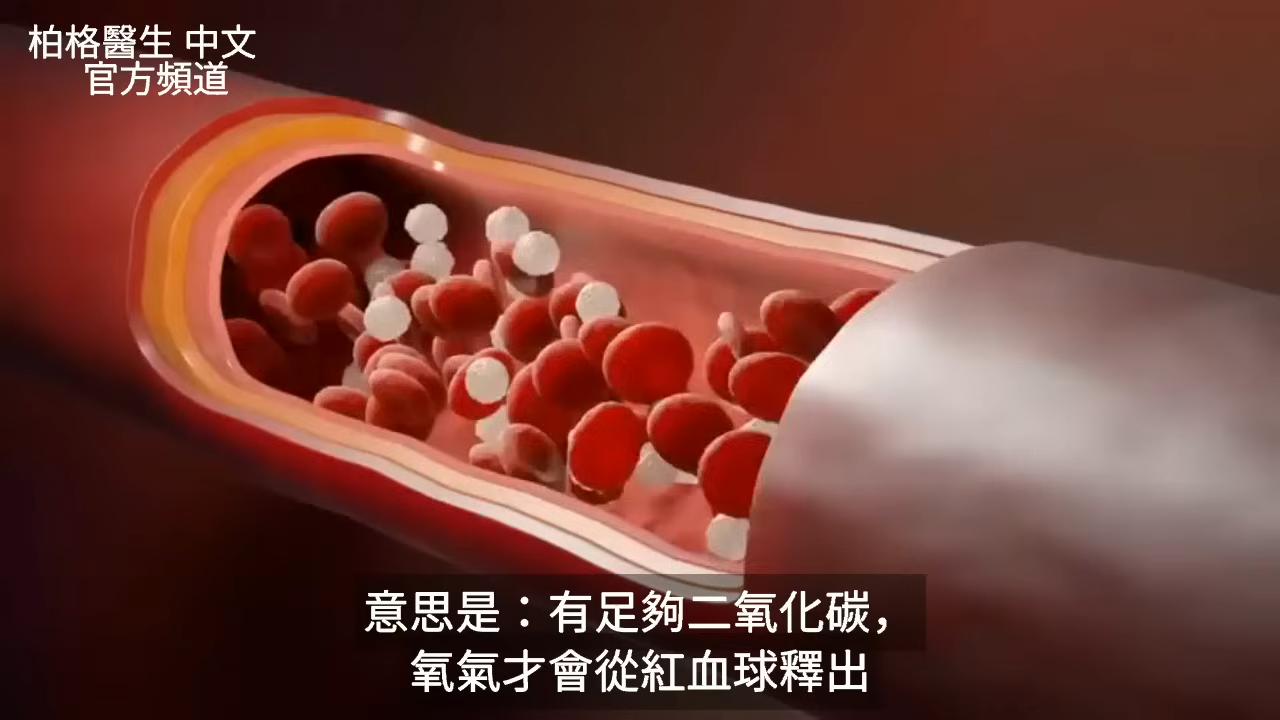 柏格醫生 中文
官方頻道
意思是：有足夠二氧化碳，
氧氣才會從紅血球釋出